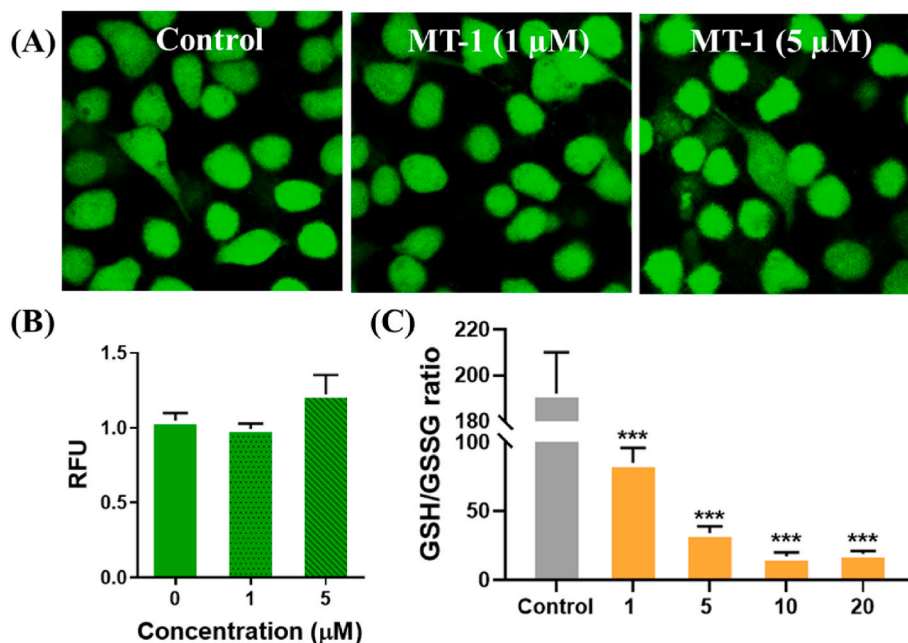 (A) Control MT-1 (1 μM) MT-1 (5 μM)
(B)
RFU
1.5
1.0
0.5
0.0
0 1 5
Concentration (μM)
(C)
GSH/GSSG ratio
220
200
180
100
50
0
***
***
***
***
Control 1 5 10 20